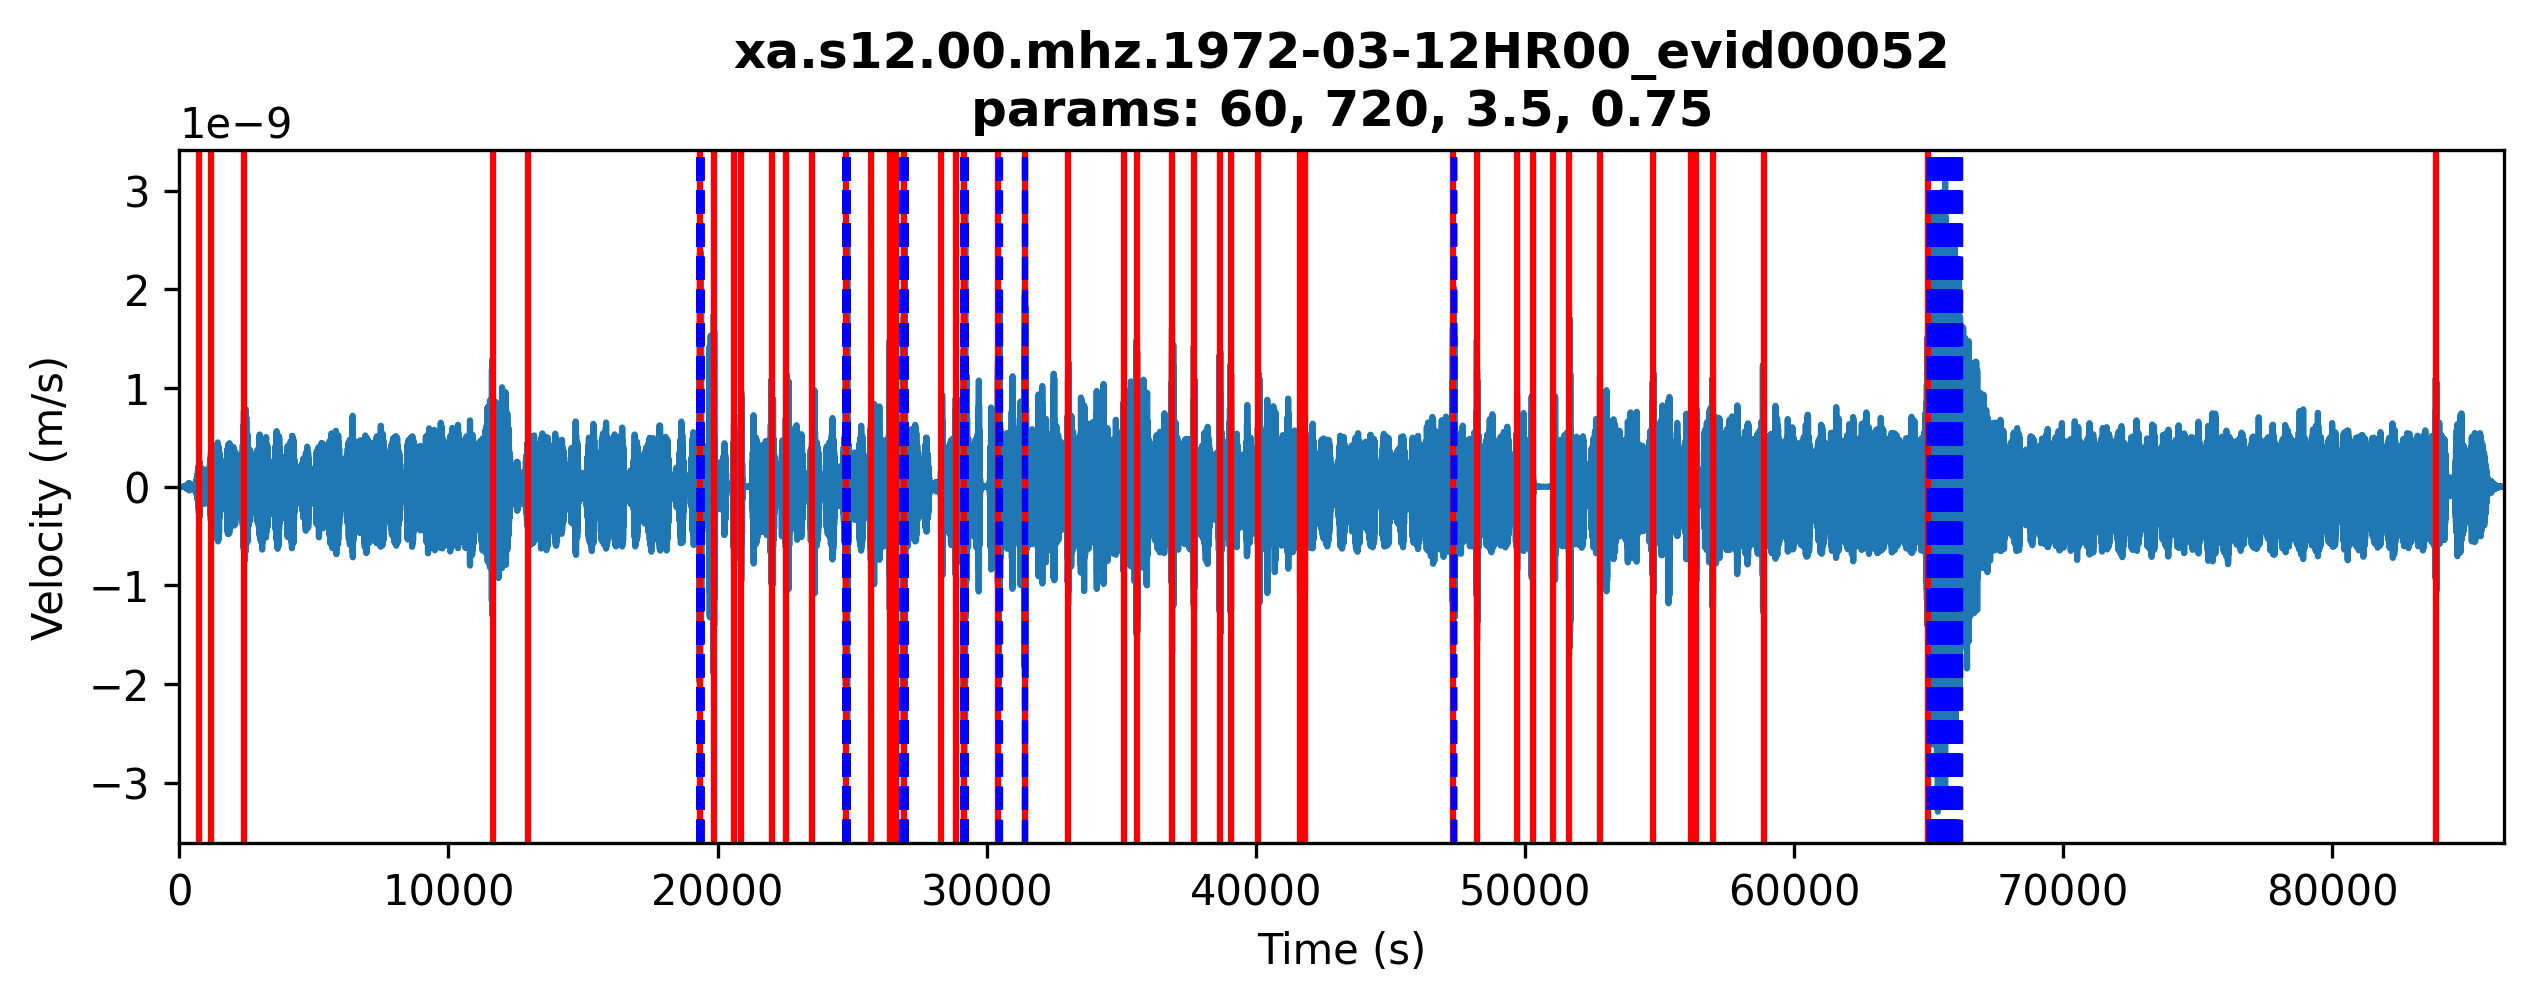 xa.s12.00.mhz.1972-03-12HR00_evid00052
params: 60, 720, 3.5, 0.75
1e−9
3
2
1
0
−1
−2
−3
Velocity (m/s)
0 10000 20000 30000 40000 50000 60000 70000 80000
Time (s)